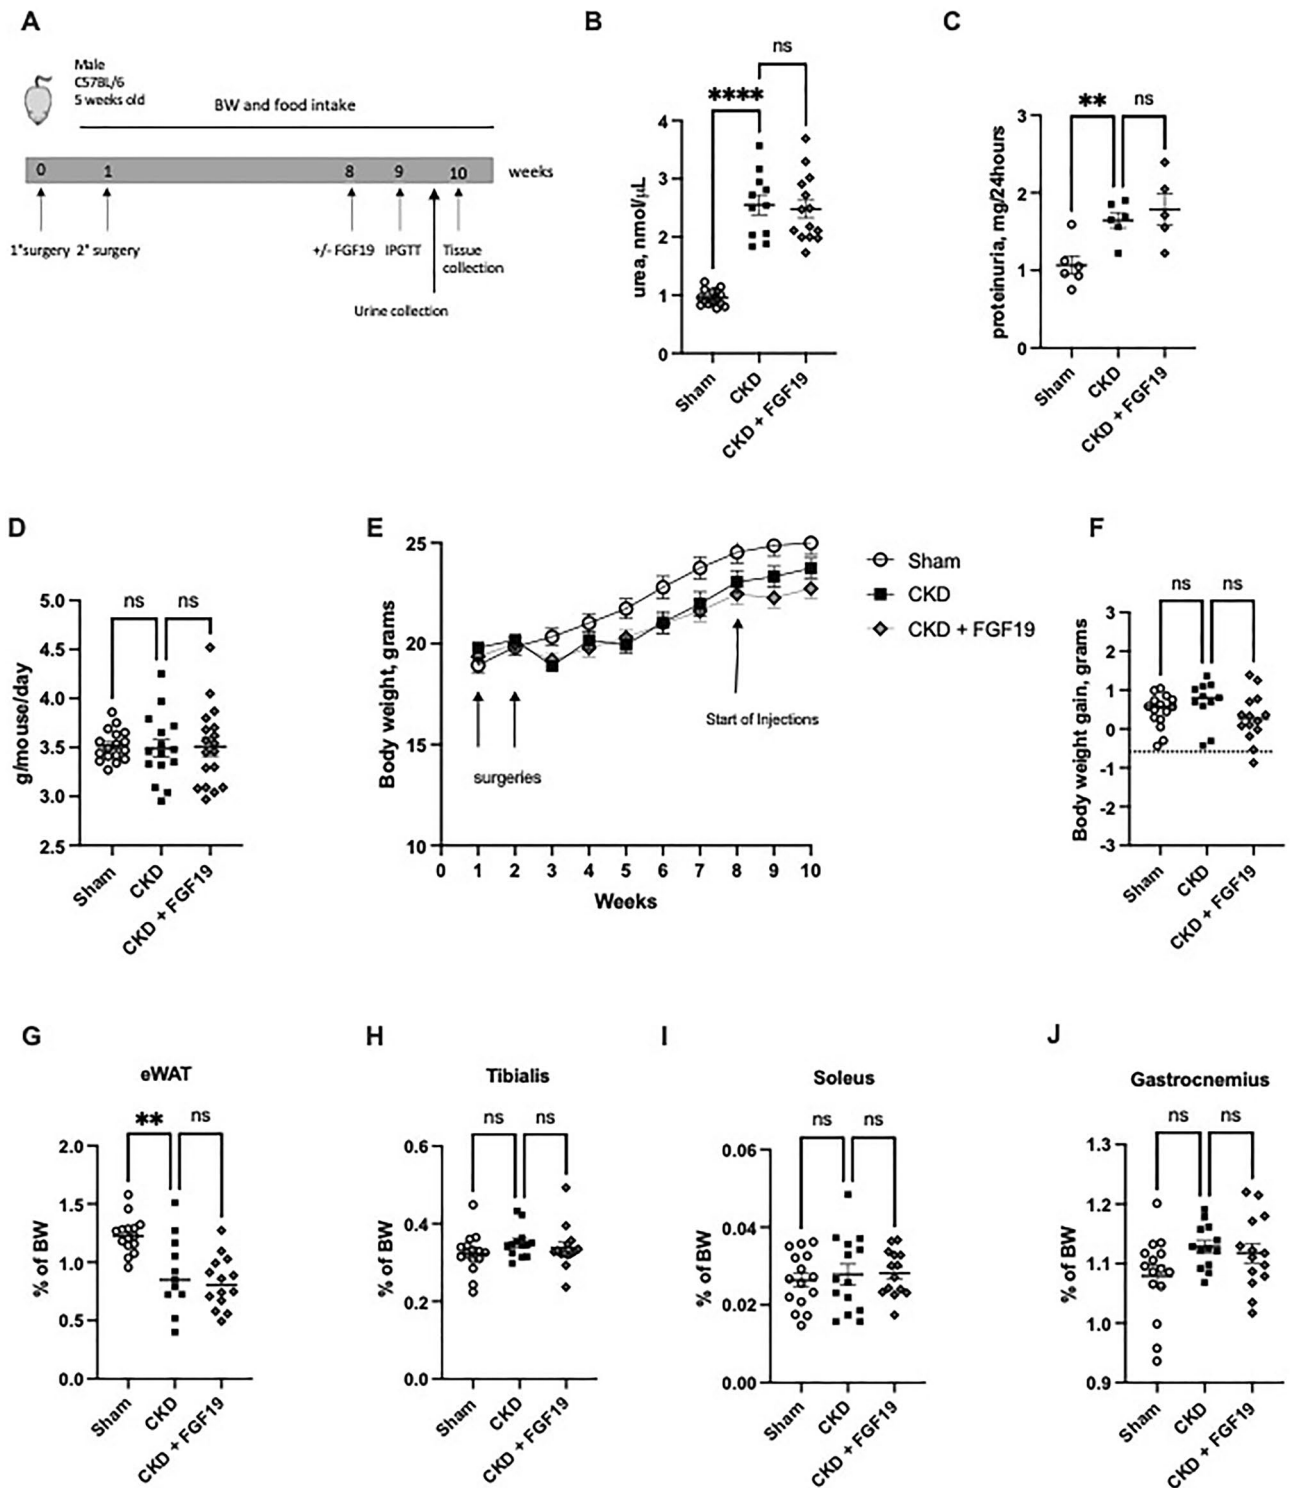 A
Male
C57BL/6
5 weeks old
BW and food intake
0 1 8 9 10 weeks
1°surgery 2° surgery +/- FGF19 IPGTT Tissue
collection
Urine collection
B
ns
****
urea, nmol/µL
4
3
2
1
0
Sham
CKD
CKD + FGF19
C
** ns
proteinuria, mg/24hours
3
2
1
0
Sham
CKD
CKD + FGF19
D
ns ns
g/mouse/day
5.0
4.5
4.0
3.5
3.0
2.5
Sham
CKD
CKD + FGF19
E
Body weight, grams
25
20
15
10
surgeries
Start of Injections
0 1 2 3 4 5 6 7 8 9 10
Weeks
Sham
CKD
CKD + FGF19
F
ns ns
Body weight gain, grams
3
2
1
0
-1
-2
-3
Sham
CKD
CKD + FGF19
G
eWAT
** ns
% of BW
2.0
1.5
1.0
0.5
0.0
Sham
CKD
CKD + FGF19
H
Tibialis
ns ns
% of BW
0.6
0.4
0.2
0.0
Sham
CKD
CKD + FGF19
I
Soleus
ns ns
% of BW
0.06
0.04
0.02
0.00
Sham
CKD
CKD + FGF19
J
Gastrocnemius
ns ns
% of BW
1.3
1.2
1.1
1.0
0.9
Sham
CKD
CKD + FGF19